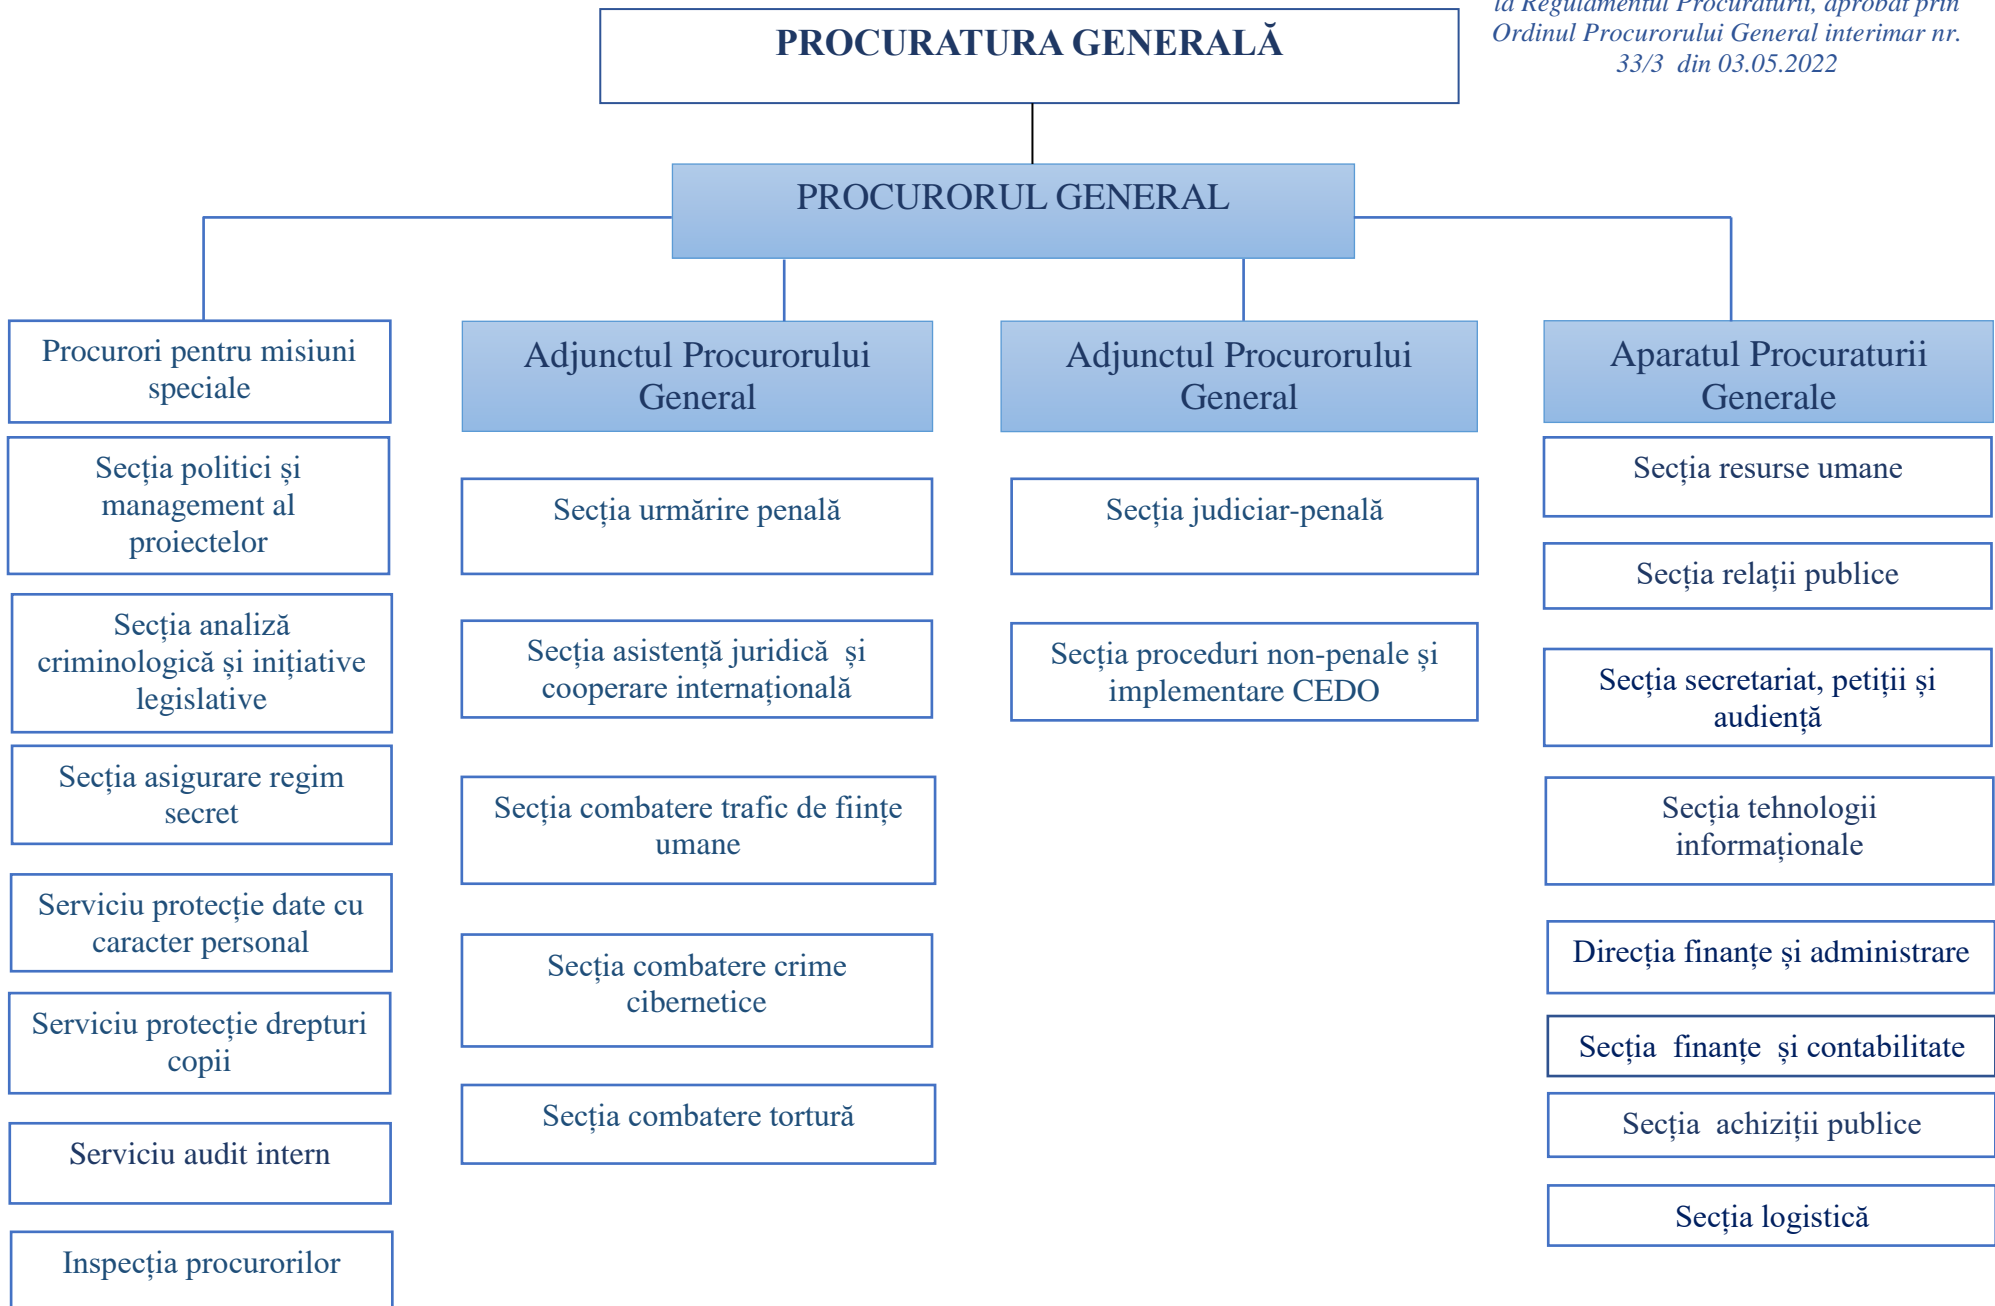 la Regulamentul Procuraturii, aprobat prin
Ordinul Procurorului General interimar nr.
33/3 din 03.05.2022
PROCURATURA GENERALĂ
PROCURORUL GENERAL
Procurori pentru misiuni
speciale
Secția politici și
management al
proiectelor
Secția analiză
criminologică și inițiative
legislative
Secția asigurare regim
secret
Serviciu protecție date cu
caracter personal
Serviciu protecție drepturi
copii
Serviciu audit intern
Inspecția procurorilor
Adjunctul Procurorului
General
Secția urmărire penală
Secția asistență juridică și
cooperare internațională
Secția combatere trafic de ființe
umane
Secția combatere crime
cibernetice
Secția combatere tortură
Adjunctul Procurorului
General
Secția judiciar-penală
Secția proceduri non-penale și
implementare CEDO
Aparatul Procuraturii
Generale
Secția resurse umane
Secția relații publice
Secția secretariat, petiții și
audiență
Secția tehnologii
informaționale
Direcția finanțe și administrare
Secția finanțe și contabilitate
Secția achiziții publice
Secția logistică